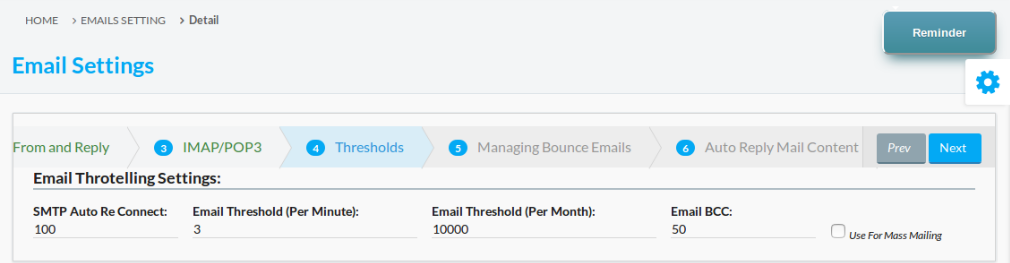 HOME > EMAILS SETTING > Detail
Reminder
Email Settings
From and Reply 3 IMAP/POP3 4 Thresholds 5 Managing Bounce Emails 6 Auto Reply Mail Content Prev Next
Email Throtelling Settings:
SMTP Auto Re Connect: Email Threshold (Per Minute): Email Threshold (Per Month): Email BCC:
100 3 10000 50 Use For Mass Mailing